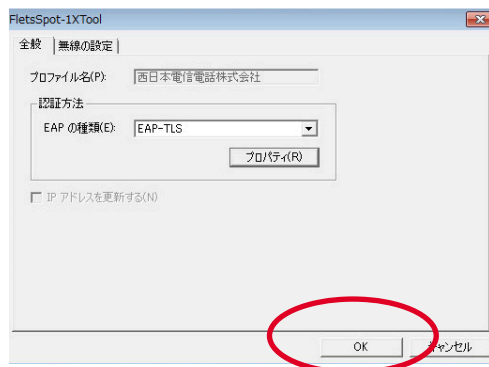 FletsSpot-1XTool
全般 無線の設定
プロファイル名(P): 西日本電信電話株式会社
認証方法
EAP の種類(E): EAP-TLS
プロパティ(R)
IP アドレスを更新する(N)
OK キャンセル